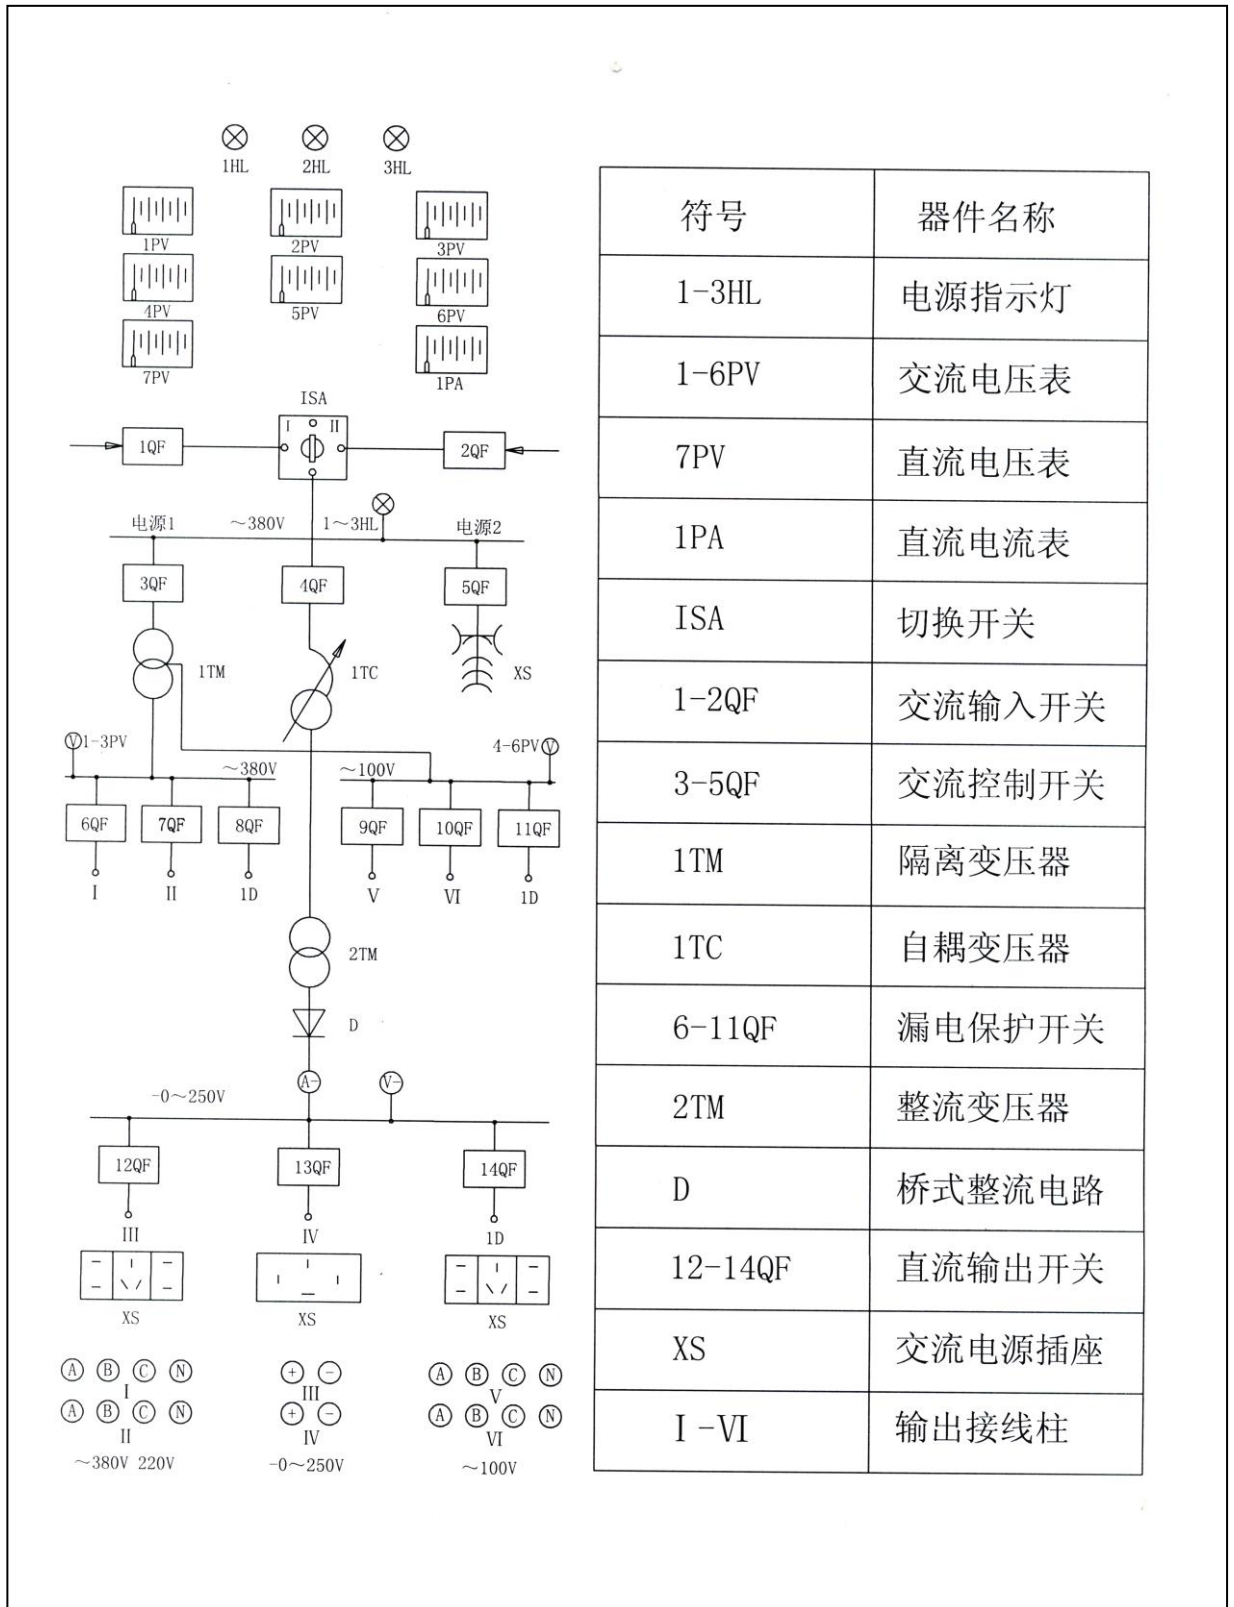 1HL 2HL 3HL
1PV 2PV 3PV
4PV 5PV 6PV
7PV 1PA
ISA
I II
1QF 2QF
电源1 ~380V 1~3HL 电源2
3QF 4QF 5QF
1TM 1TC XS
V 1-3PV 4-6PV V
~380V ~100V
6QF 7QF 8QF 9QF 10QF 11QF
I II 1D V VI 1D
2TM
D
A- V-
-0~250V
12QF 13QF 14QF
III IV 1D
XS XS XS
A B C N + - A B C N
I III V
A B C N + - A B C N
II IV VI
~380V 220V -0~250V ~100V
符号 器件名称
1-3HL 电源指示灯
1-6PV 交流电压表
7PV 直流电压表
1PA 直流电流表
ISA 切换开关
1-2QF 交流输入开关
3-5QF 交流控制开关
1TM 隔离变压器
1TC 自耦变压器
6-11QF 漏电保护开关
2TM 整流变压器
D 桥式整流电路
12-14QF 直流输出开关
XS 交流电源插座
I-VI 输出接线柱